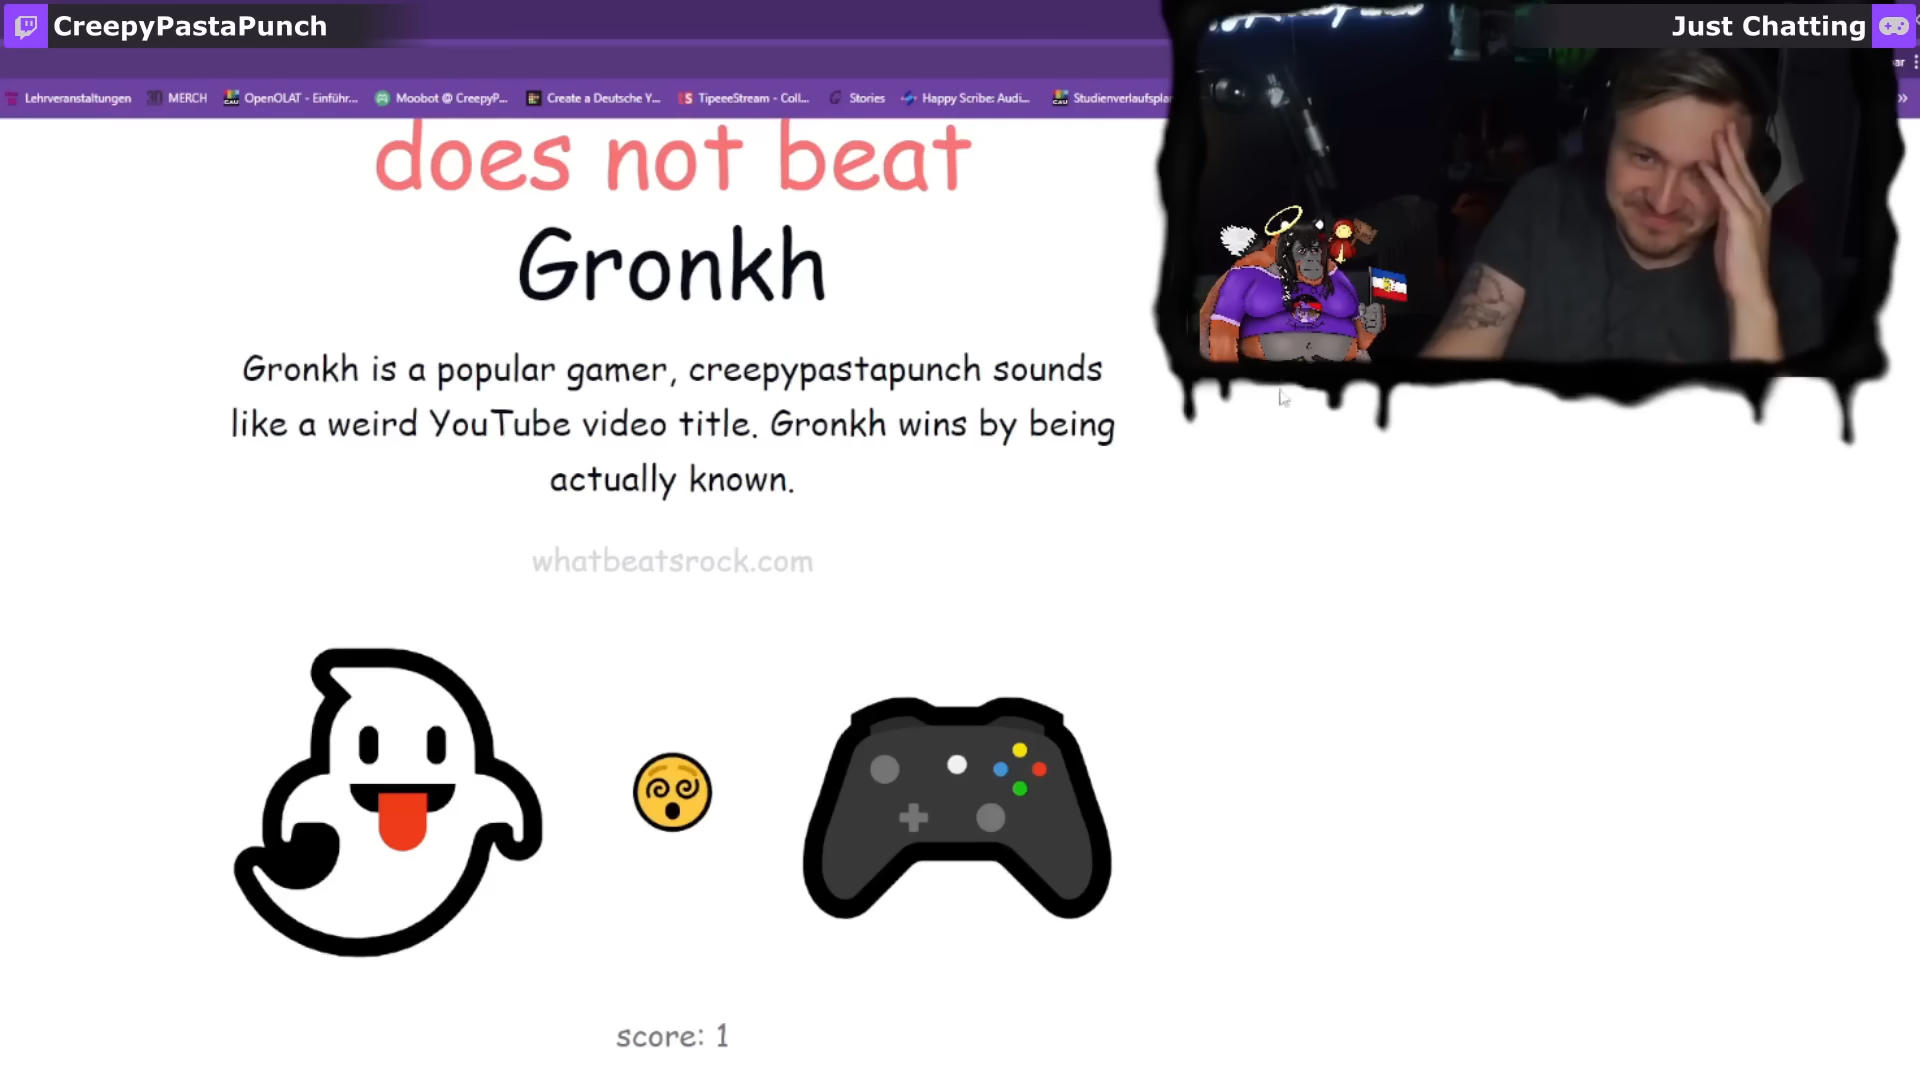 CreepyPastaPunch
Just Chatting
Lehrveranstaltungen
MERCH
OpenOLAT - Einführ...
Moobot @ CreepyP...
Create a Deutsche Y...
TipeeeStream - Coll...
Stories
Happy Scribe: Audi...
Studienverlaufsplan
does not beat
Gronkh
Gronkh is a popular gamer, creepypastapunch sounds
like a weird YouTube video title. Gronkh wins by being
actually known.
whatbeatsrock.com
score: 1